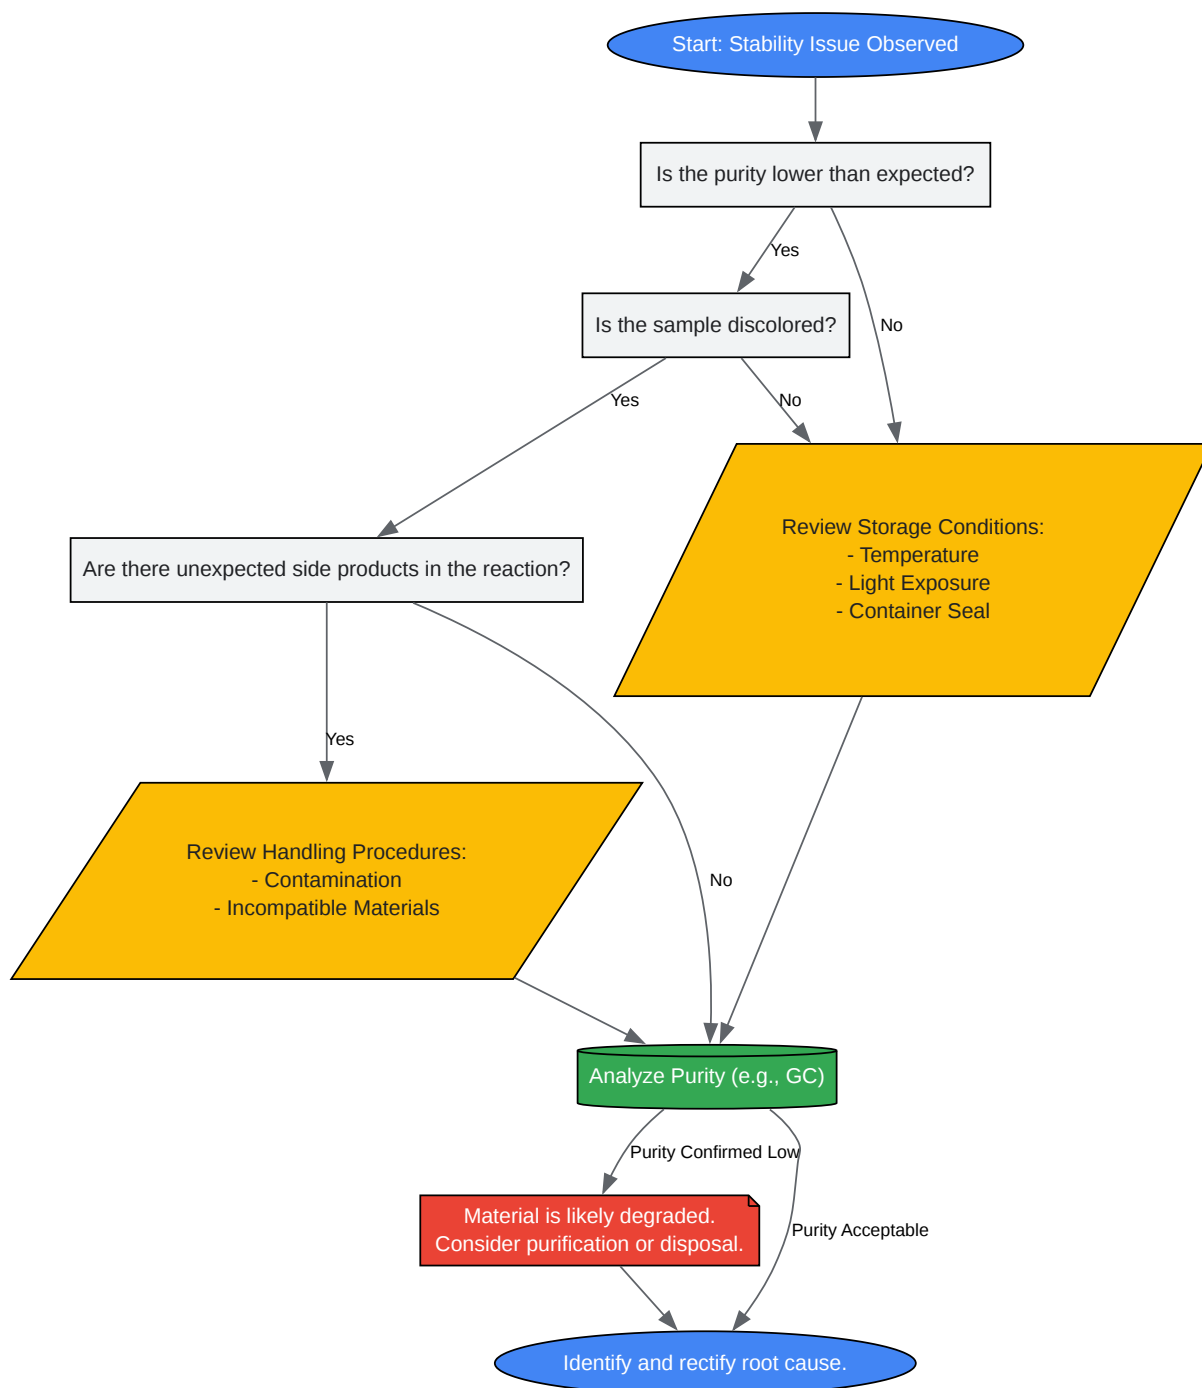 Start: Stability Issue Observed
Is the purity lower than expected?
Yes
No
Is the sample discolored?
Yes
No
Review Storage Conditions:
- Temperature
- Light Exposure
- Container Seal
Are there unexpected side products in the reaction?
Yes
No
Review Handling Procedures:
- Contamination
- Incompatible Materials
Analyze Purity (e.g., GC)
Purity Confirmed Low
Purity Acceptable
Material is likely degraded.
Consider purification or disposal.
Identify and rectify root cause.